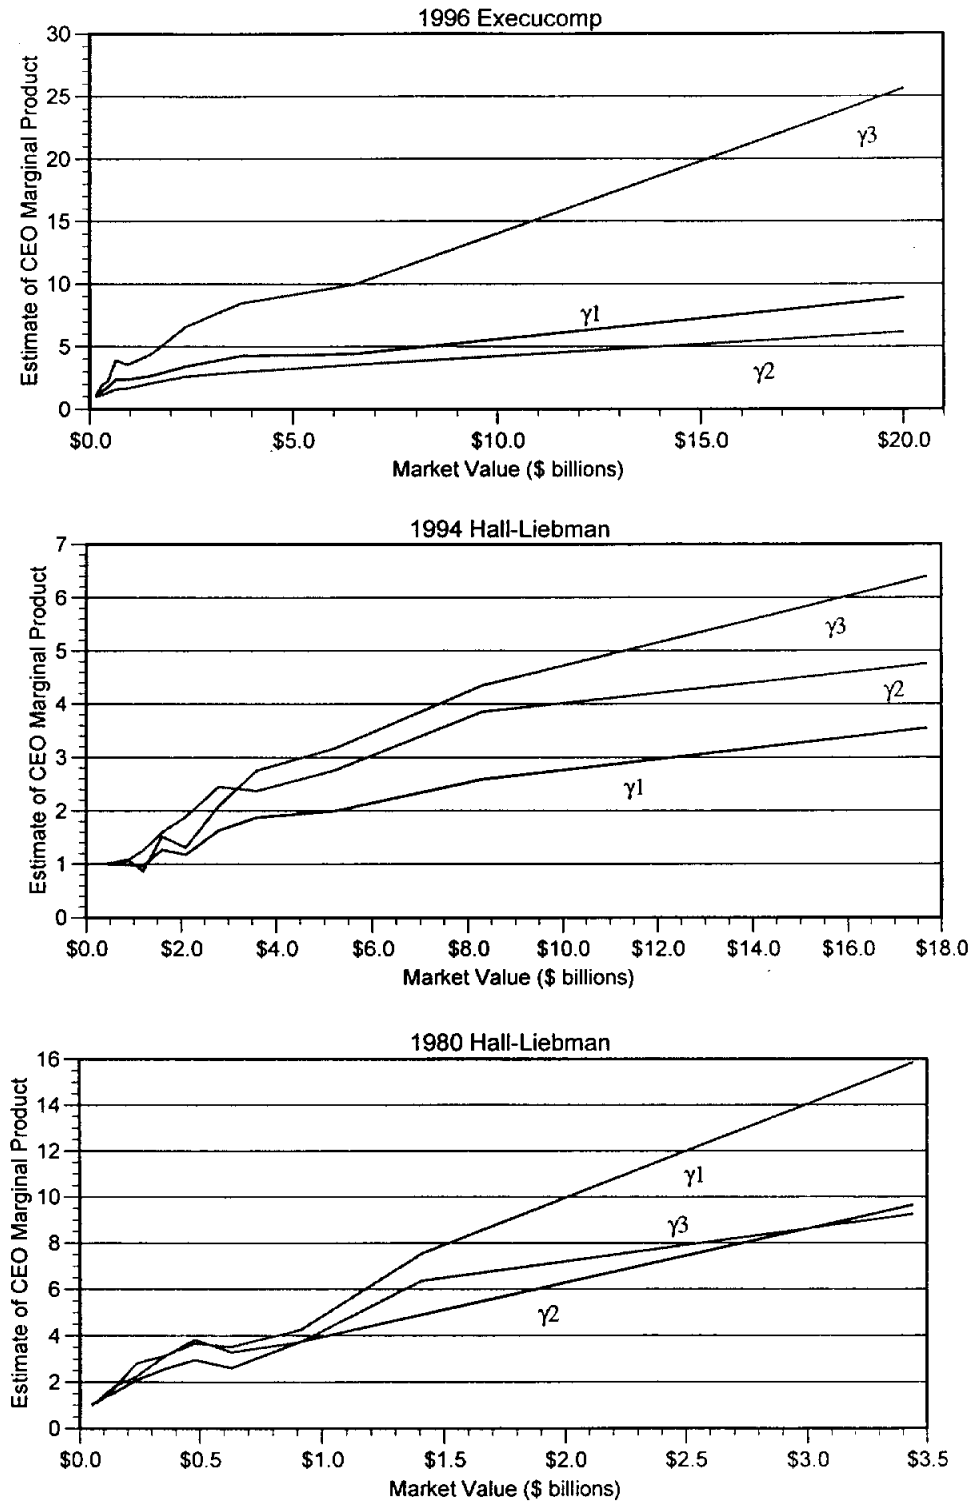 1996 Execucomp
30
25
20
15
10
5
0
Estimate of CEO Marginal Product
γ3
γ1
γ2
$0.0 $5.0 $10.0 $15.0 $20.0
Market Value ($ billions)
1994 Hall-Liebman
7
6
5
4
3
2
1
0
Estimate of CEO Marginal Product
γ3
γ2
γ1
$0.0 $2.0 $4.0 $6.0 $8.0 $10.0 $12.0 $14.0 $16.0 $18.0
Market Value ($ billions)
1980 Hall-Liebman
16
14
12
10
8
6
4
2
0
Estimate of CEO Marginal Product
γ1
γ3
γ2
$0.0 $0.5 $1.0 $1.5 $2.0 $2.5 $3.0 $3.5
Market Value ($ billions)